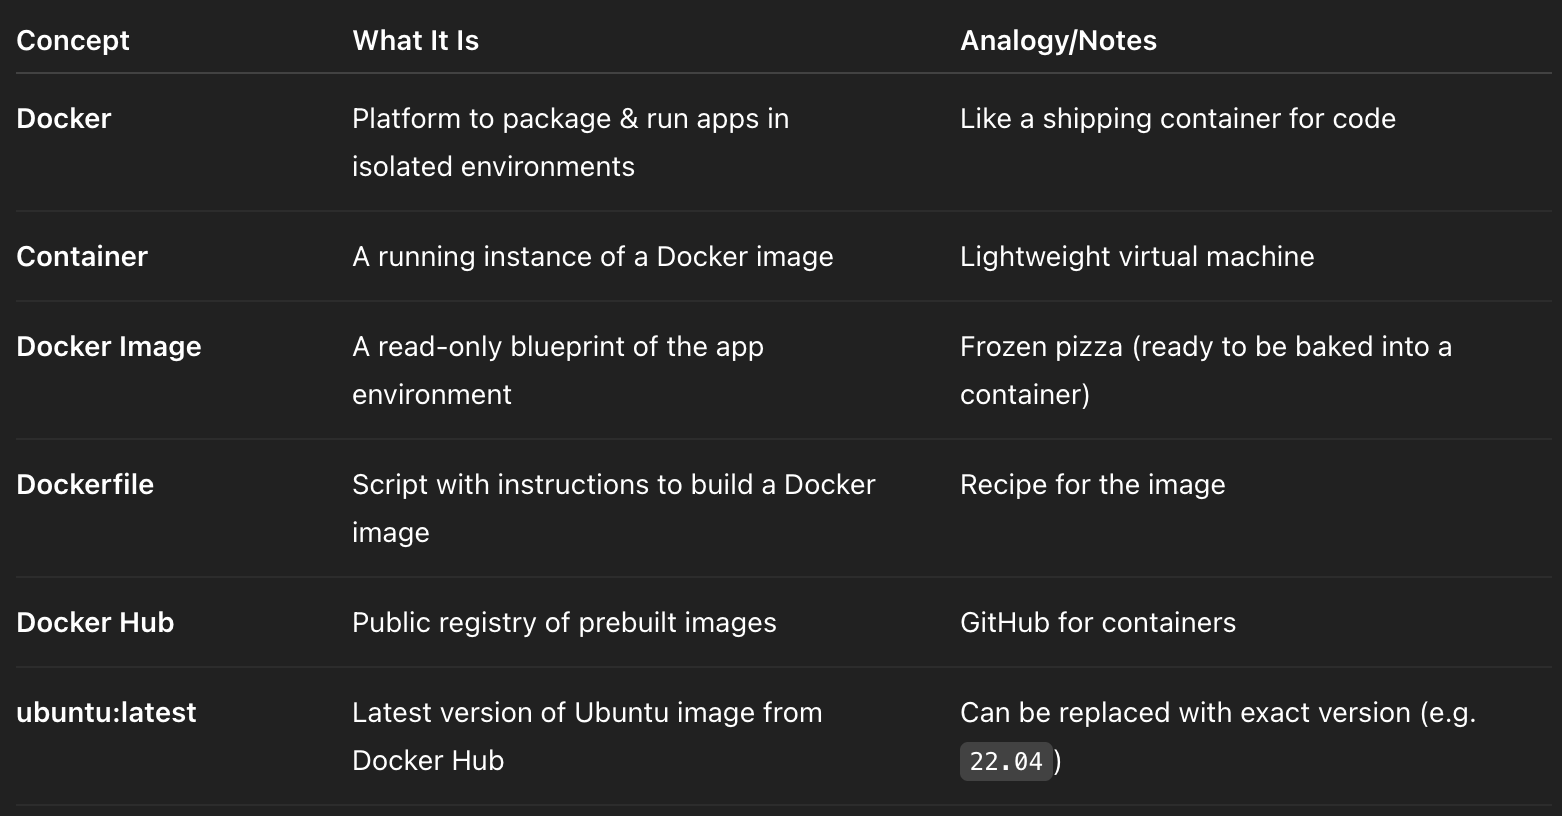 Concept What It Is Analogy/Notes
Docker Platform to package & run apps in Like a shipping container for code
isolated environments
Container A running instance of a Docker image Lightweight virtual machine
Docker Image A read-only blueprint of the app Frozen pizza (ready to be baked into a
environment container)
Dockerfile Script with instructions to build a Docker Recipe for the image
image
Docker Hub Public registry of prebuilt images GitHub for containers
ubuntu:latest Latest version of Ubuntu image from Can be replaced with exact version (e.g.
Docker Hub 22.04)